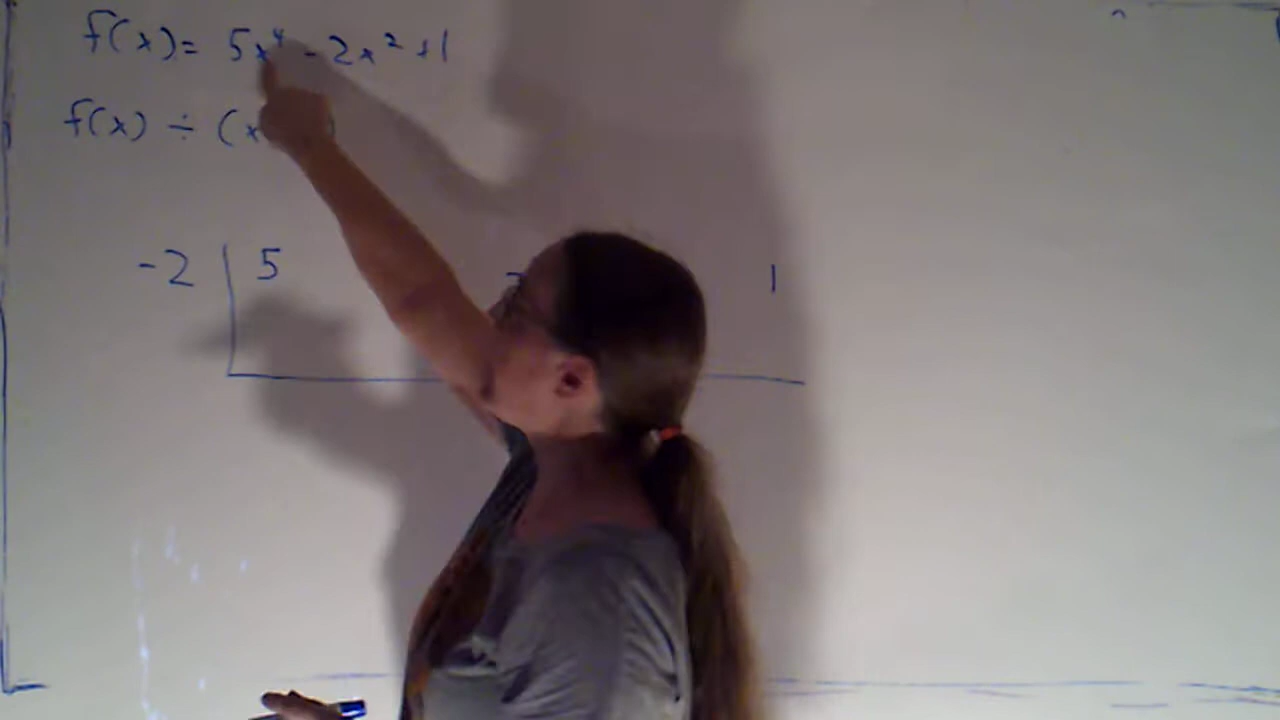 f(x) = 5x⁴ - 2x² + 1
f(x) ÷ (x )
-2 | 5 1